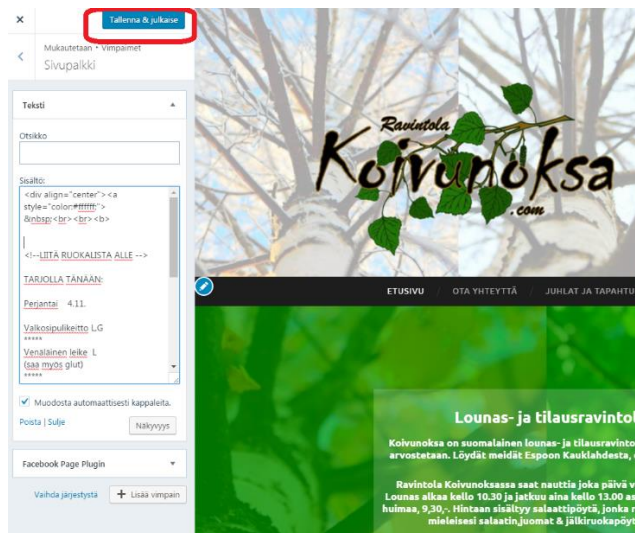 Tallenna & julkaise
Mukautetaan • Vimpaimet
Sivupalkki
Teksti
Otsikko
Sisältö:
<div align="center"><a
style="color:#ffffff;">
&nbsp;<br><br><b>
<!--LIITÄ RUOKALISTA ALLE -->
TARJOLLA TÄNÄÄN:
Perjantai 4.11.
Valkosipulikeitto L,G
*****
Venäläinen leike L
(saa myös glut)
*****
Muodosta automaattisesti kappaleita.
Poista | Sulje
Näkyvyys
Facebook Page Plugin
Vaihda järjestystä
+ Lisää vimpain
Ravintola
Koivunoksa
.com
ETUSIVU / OTA YHTEYTTÄ / JUHLAT JA TAPAHTU
Lounas- ja tilausravintol
Koivunoksa on suomalainen lounas- ja tilausravinto
arvostetaan. Löydät meidät Espoon Kauklahdesta,
Ravintola Koivunoksassa saat nauttia joka päivä v
Lounas alkaa kello 10.30 ja jatkuu aina kello 13.00 as
huimaa, 9,30,-. Hintaan sisältyy salaattipöytä, jonka
mieleisesi salaatin,juomat & jälkiruokapöyt